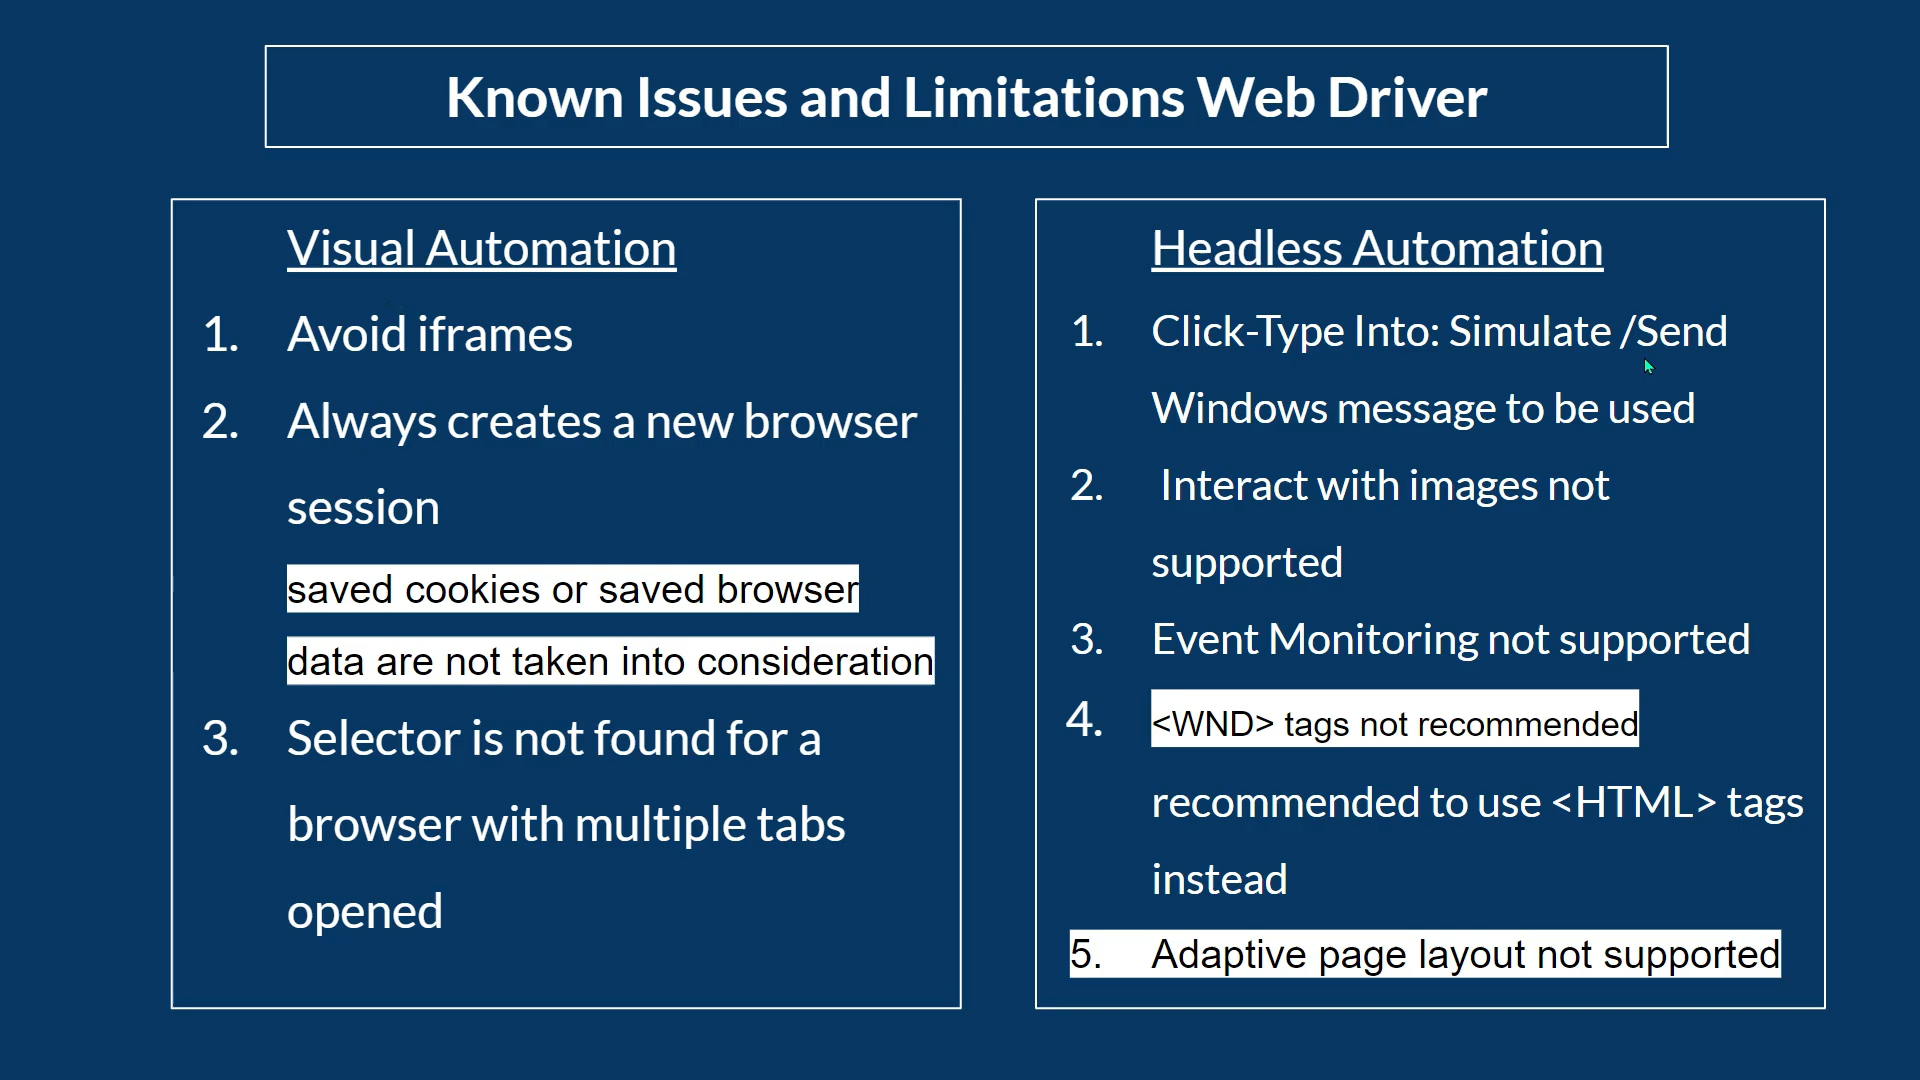 Known Issues and Limitations Web Driver
Visual Automation
1. Avoid iframes
2. Always creates a new browser
session
saved cookies or saved browser
data are not taken into consideration
3. Selector is not found for a
browser with multiple tabs
opened
Headless Automation
1. Click-Type Into: Simulate /Send
Windows message to be used
2. Interact with images not
supported
3. Event Monitoring not supported
4. <WND> tags not recommended
recommended to use <HTML> tags
instead
5. Adaptive page layout not supported